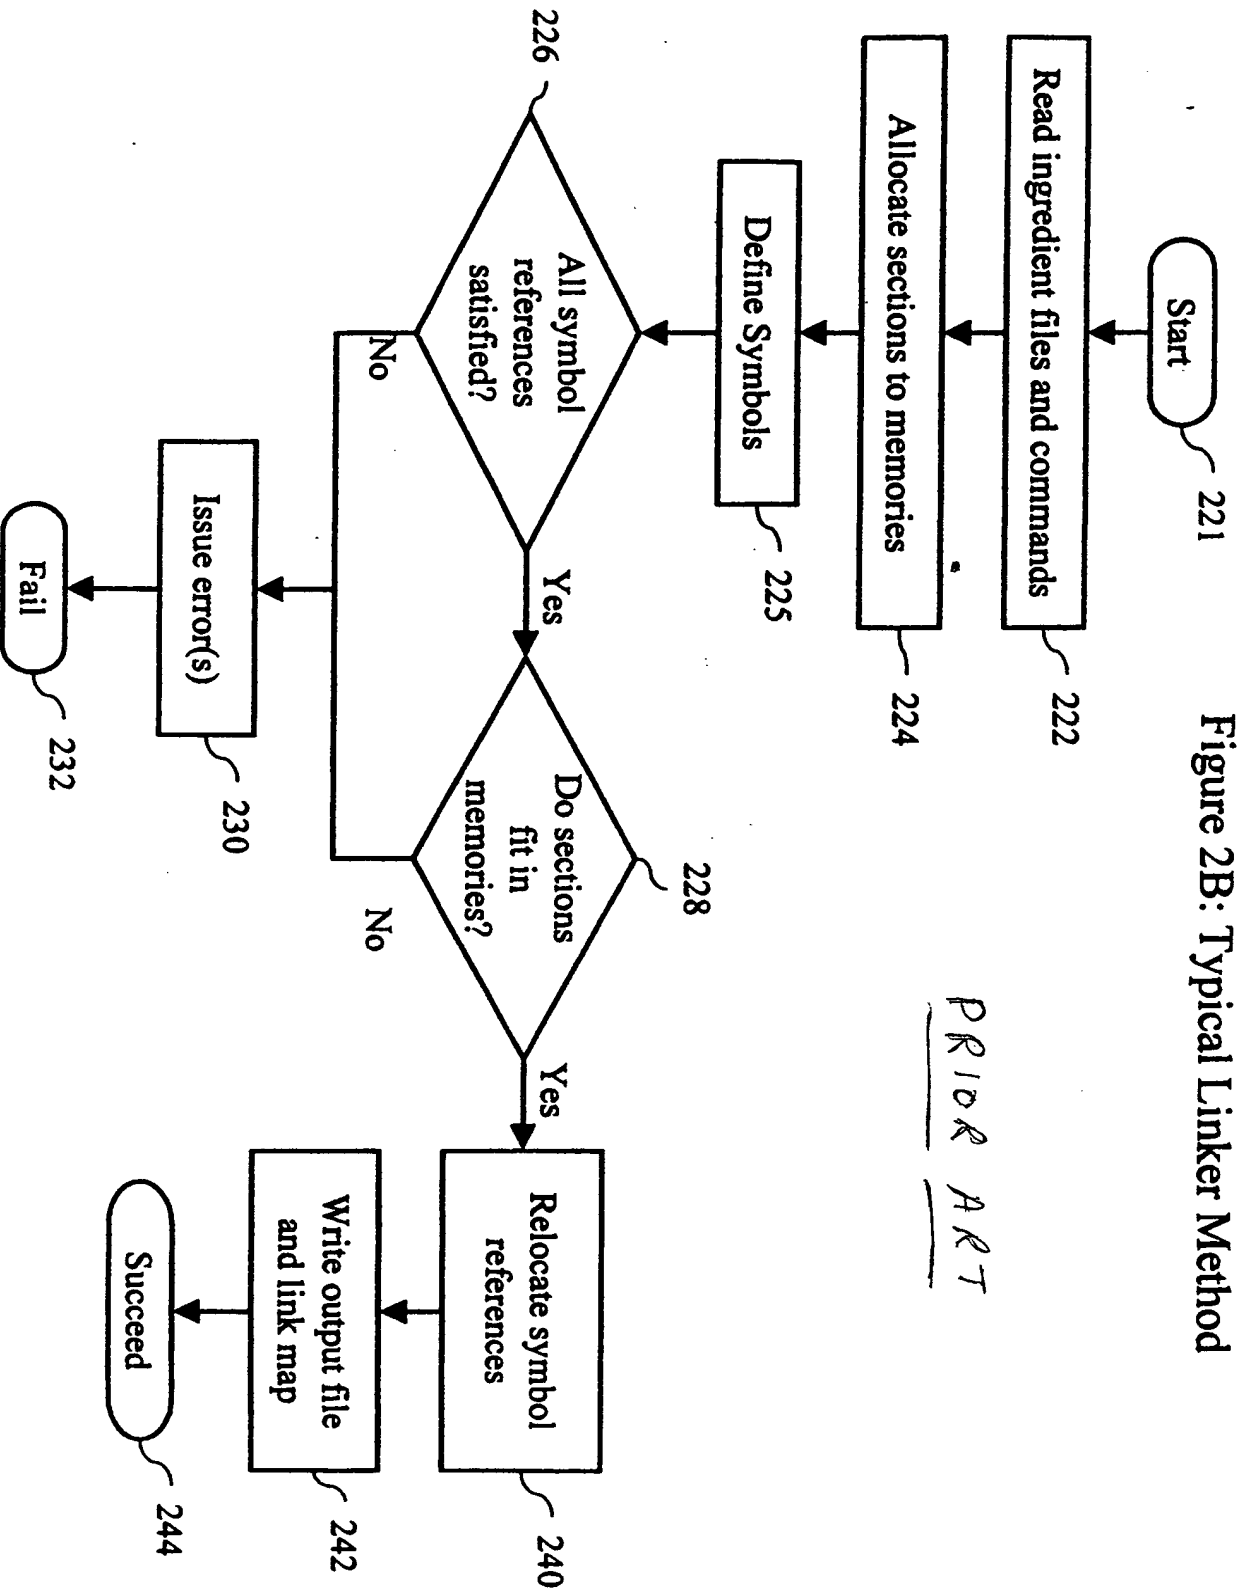 Figure 2B: Typical Linker Method
PRIOR ART
Start
221
Read ingredient files and commands
222
Allocate sections to memories
224
Define Symbols
225
226
All symbol
references
satisfied?
Yes
No
228
Do sections
fit in
memories?
Yes
No
Issue error(s)
230
Fail
232
Relocate symbol
references
240
Write output file
and link map
242
Succeed
244